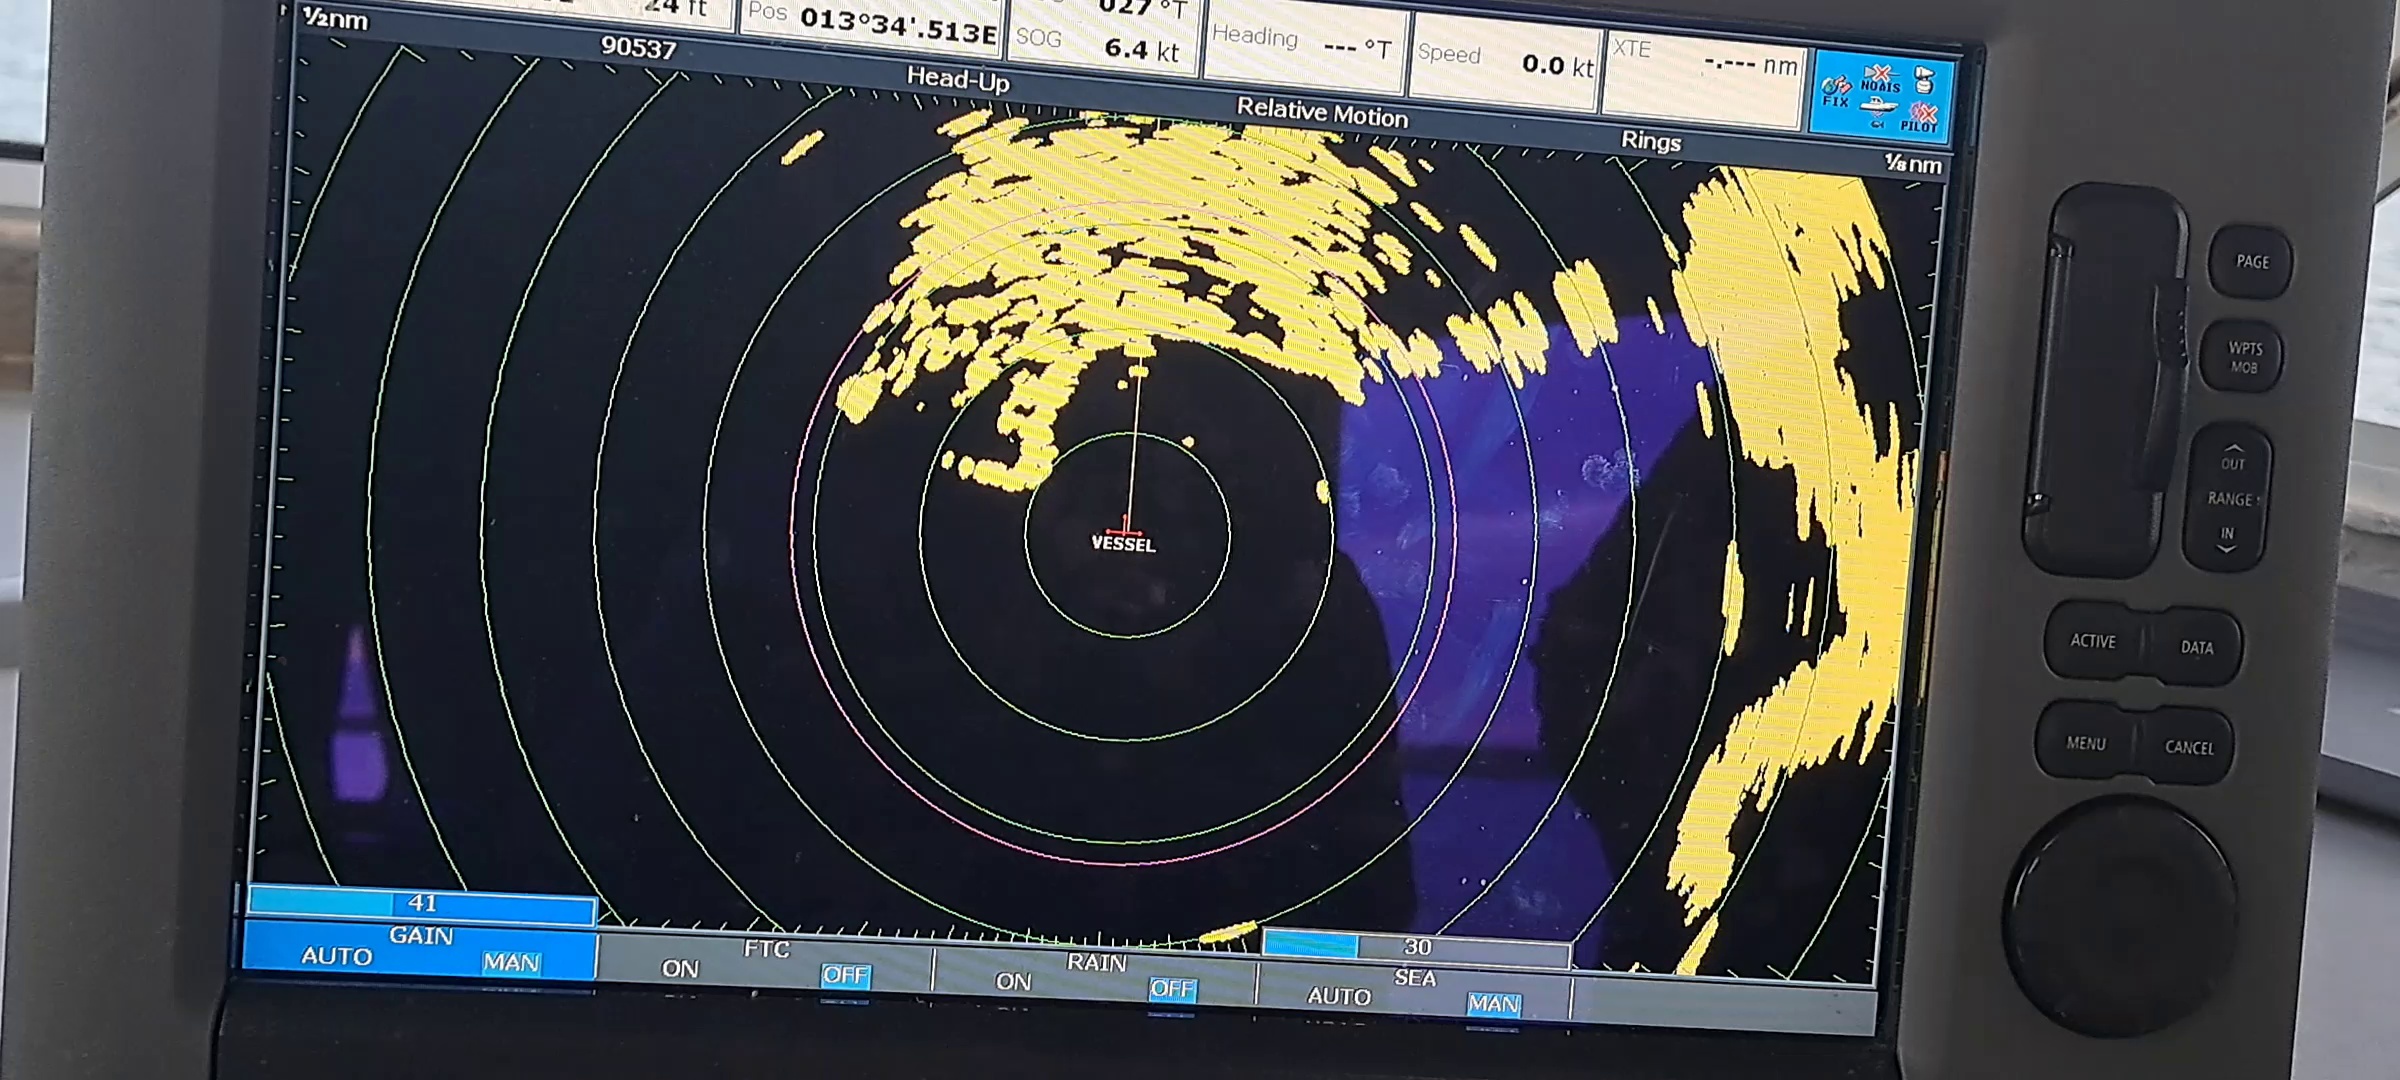 24 ft
Pos 013°34'.513E
027 °T
SOG 6.4 kt
Heading --- °T
Speed 0.0 kt
XTE -.--- nm
NOAIS
FIX
PILOT
½nm
90537
Head-Up
Relative Motion
Rings
⅛ nm
VESSEL
PAGE
WPTS
MOB
OUT
RANGE
IN
ACTIVE
DATA
MENU
CANCEL
41
GAIN
AUTO MAN
FTC
ON OFF
RAIN
ON OFF
30
SEA
AUTO MAN